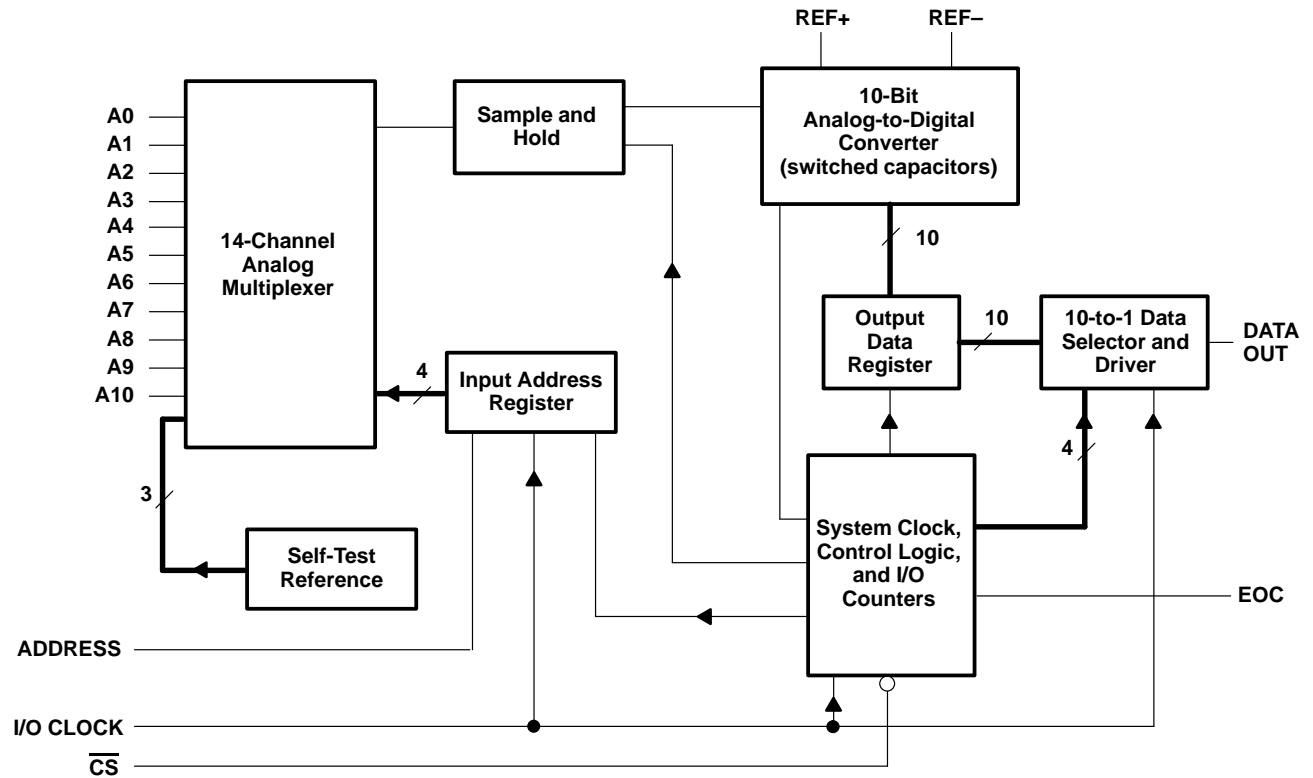 REF+
REF–
10-Bit
Analog-to-Digital
Converter
(switched capacitors)
Sample and
Hold
A0
A1
A2
A3
A4
A5
A6
A7
A8
A9
A10
14-Channel
Analog
Multiplexer
10
Output
Data
Register
10
10-to-1 Data
Selector and
Driver
DATA
OUT
4
Input Address
Register
4
3
Self-Test
Reference
System Clock,
Control Logic,
and I/O
Counters
EOC
ADDRESS
I/O CLOCK
C̅S̅